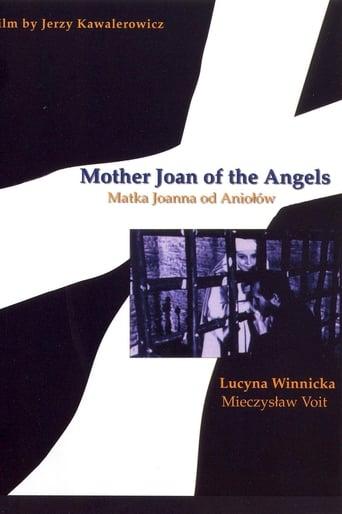 ilm by Jerzy Kawalerowicz
Mother Joan of the Angels
Matka Joanna od Aniołów
Lucyna Winnicka
Mieczysław Voit